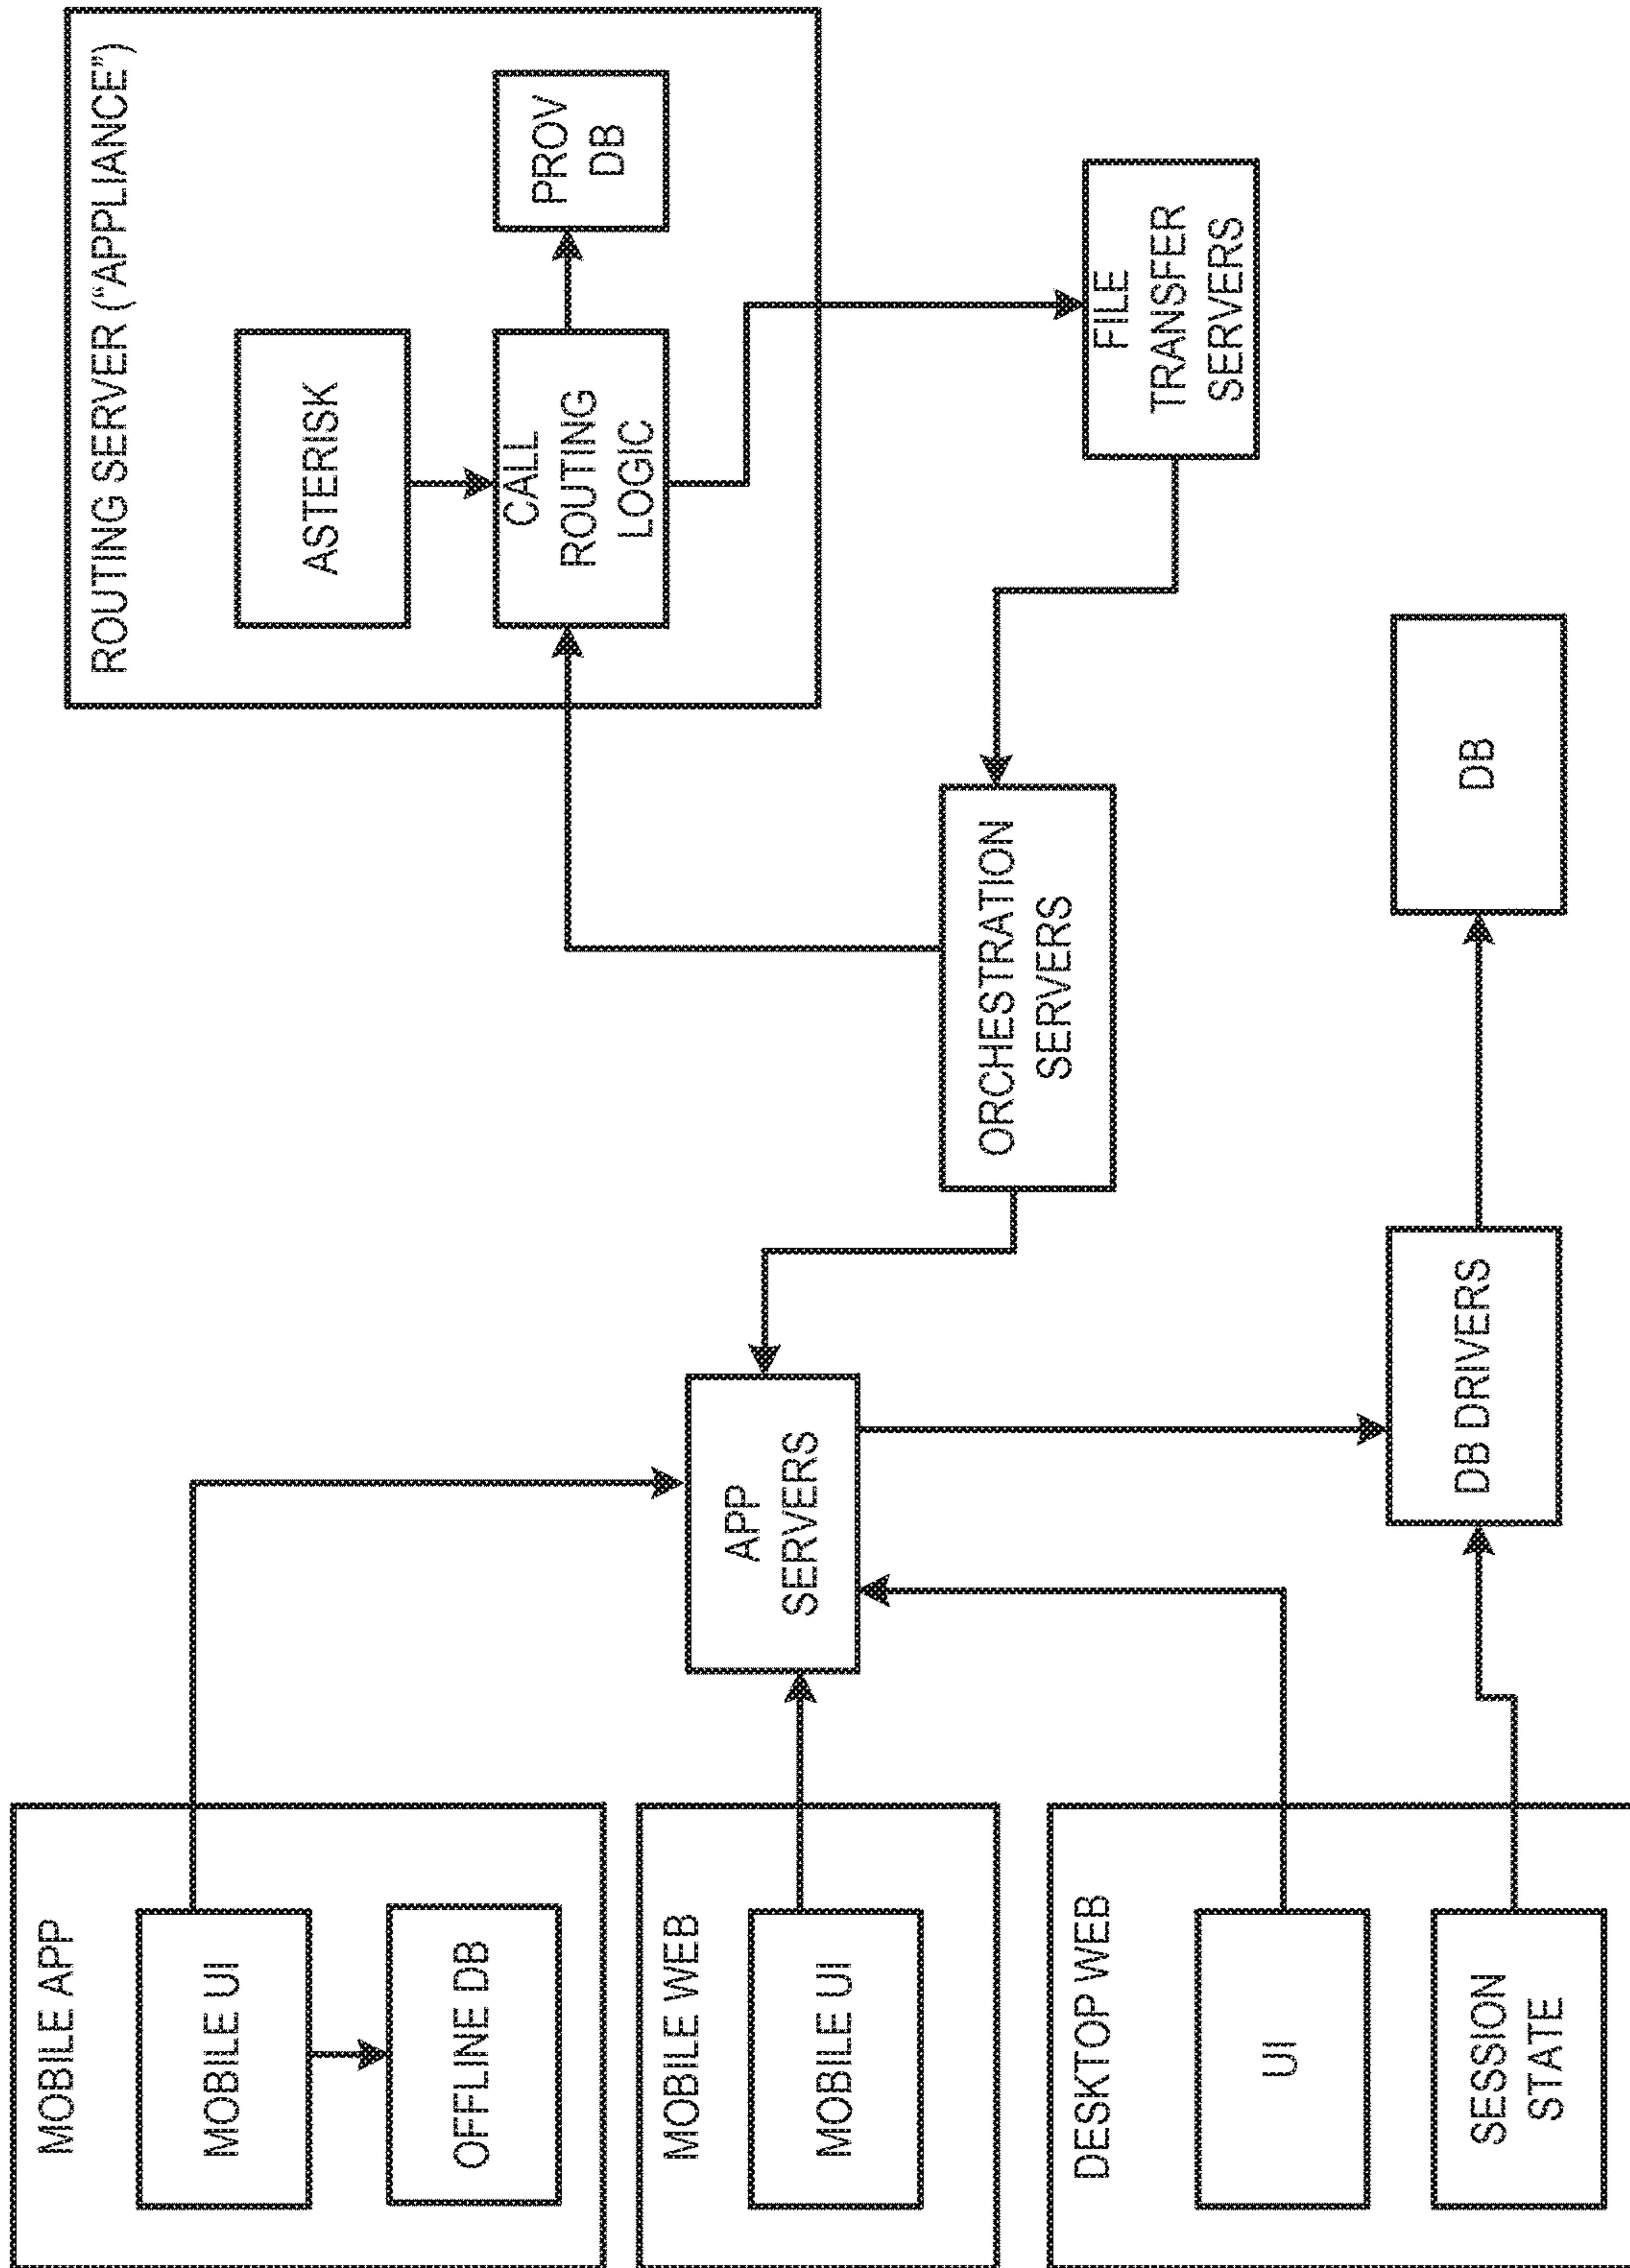 MOBILE APP
MOBILE UI
OFFLINE DB
MOBILE WEB
MOBILE UI
DESKTOP WEB
UI
SESSION
STATE
APP
SERVERS
DB DRIVERS
ORCHESTRATION
SERVERS
DB
ROUTING SERVER (“APPLIANCE”)
ASTERISK
CALL
ROUTING
LOGIC
PROV
DB
FILE
TRANSFER
SERVERS